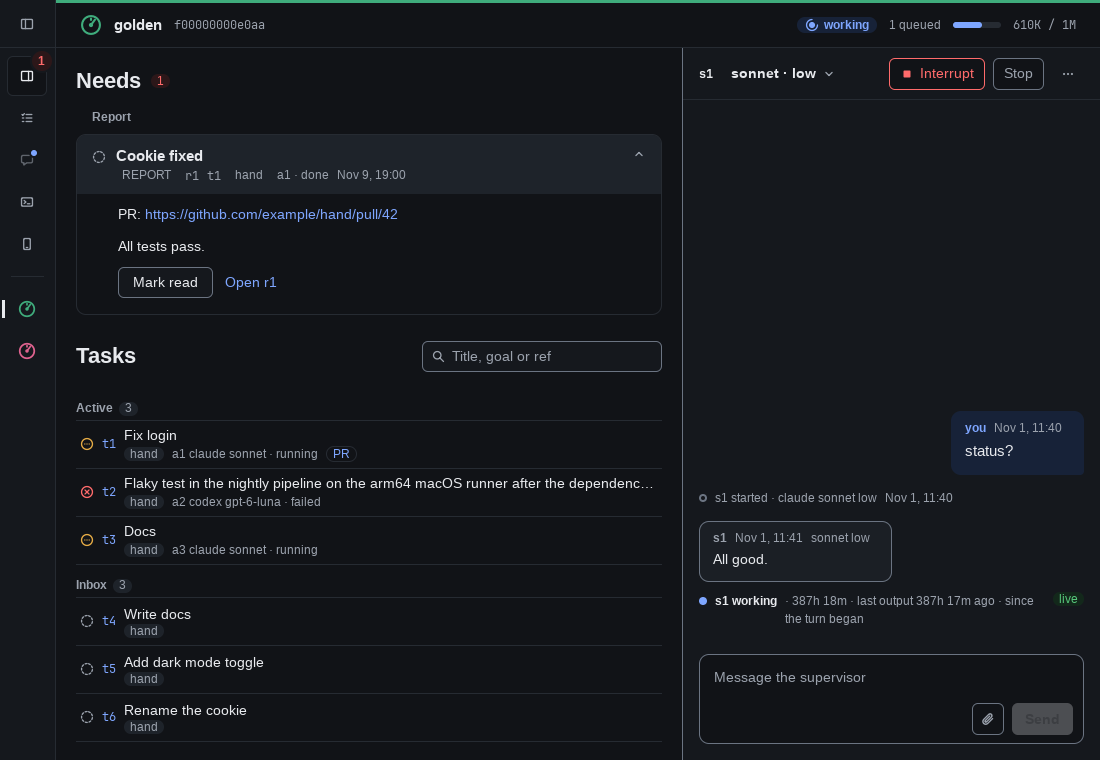 golden f00000000e0aa
working 1 queued 610K / 1M
1
Needs 1
Report
Cookie fixed
REPORT r1 t1 hand a1 · done Nov 9, 19:00
PR: https://github.com/example/hand/pull/42
All tests pass.
Mark read Open r1
Tasks
Title, goal or ref
Active 3
t1 Fix login
hand a1 claude sonnet · running PR
t2 Flaky test in the nightly pipeline on the arm64 macOS runner after the dependenc…
hand a2 codex gpt-6-luna · failed
t3 Docs
hand a3 claude sonnet · running
Inbox 3
t4 Write docs
hand
t5 Add dark mode toggle
hand
t6 Rename the cookie
hand
s1 sonnet · low Interrupt Stop
you Nov 1, 11:40
status?
s1 started · claude sonnet low Nov 1, 11:40
s1 Nov 1, 11:41 sonnet low
All good.
s1 working · 387h 18m · last output 387h 17m ago · since live
the turn began
Message the supervisor
Send